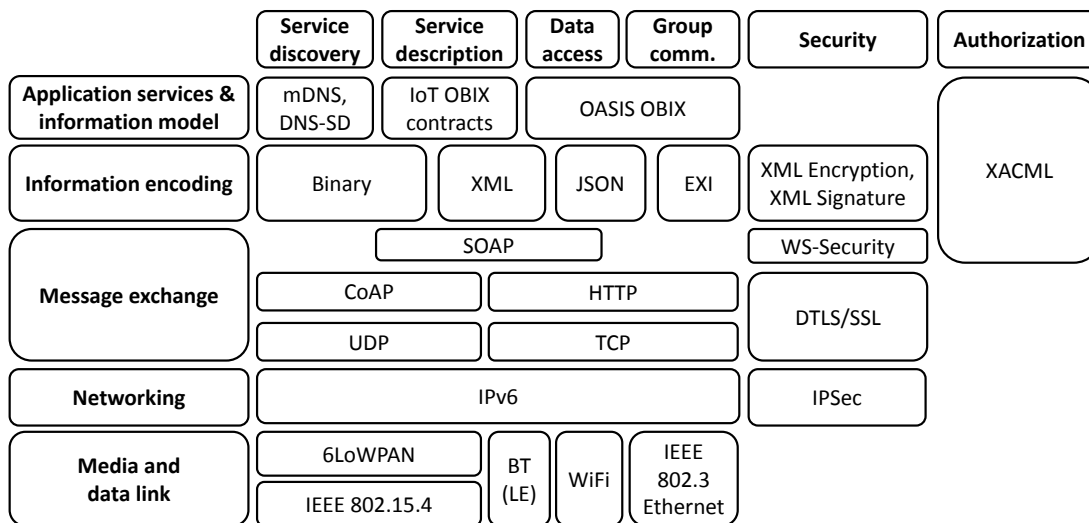 Service
discovery
Service
description
Data
access
Group
comm.
Security
Authorization
Application services &
information model
mDNS,
DNS-SD
IoT OBIX
contracts
OASIS OBIX
XACML
Information encoding
Binary
XML
JSON
EXI
XML Encryption,
XML Signature
Message exchange
SOAP
WS-Security
CoAP
HTTP
DTLS/SSL
UDP
TCP
Networking
IPv6
IPSec
Media and
data link
6LoWPAN
IEEE 802.15.4
BT
(LE)
WiFi
IEEE
802.3
Ethernet